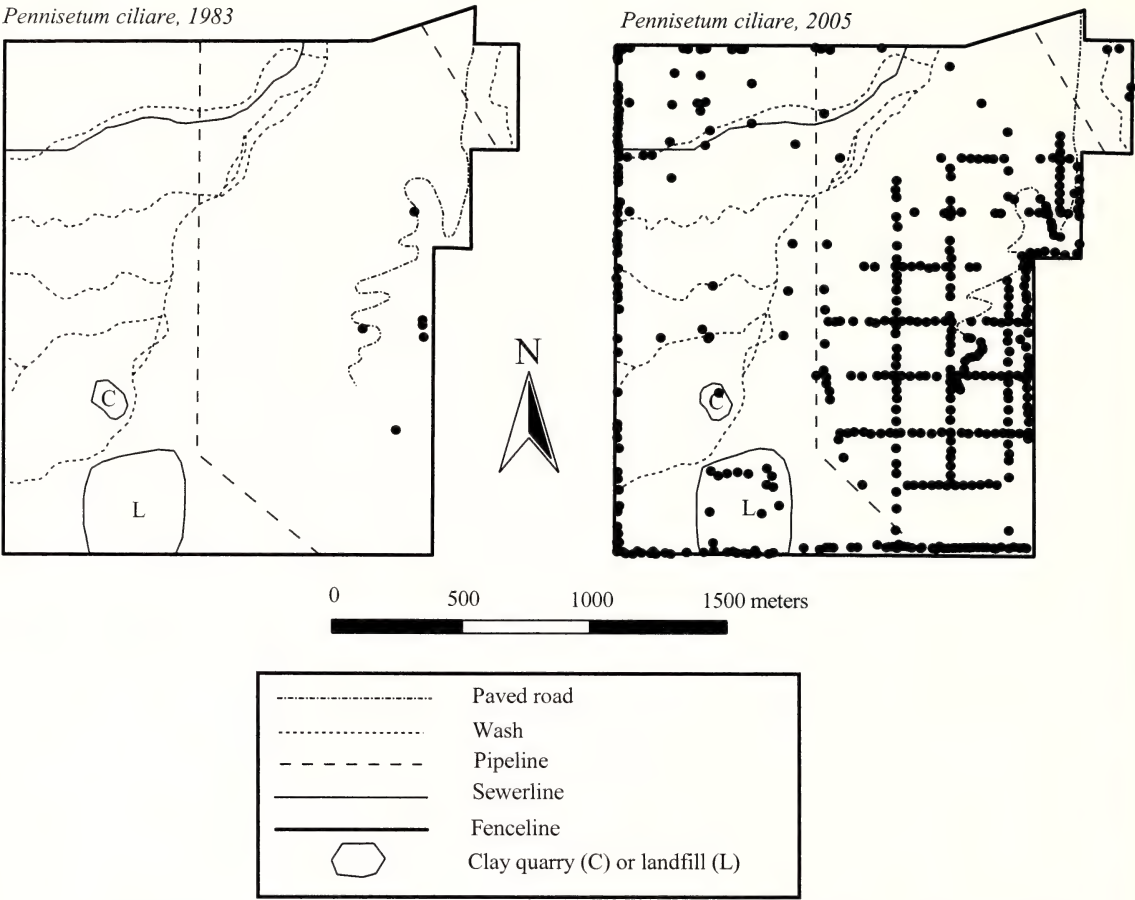 Pennisetum ciliare, 1983
Pennisetum ciliare, 2005
C
L
N
C
L
0 500 1000 1500 meters
Paved road
Wash
Pipeline
Sewerline
Fenceline
Clay quarry (C) or landfill (L)